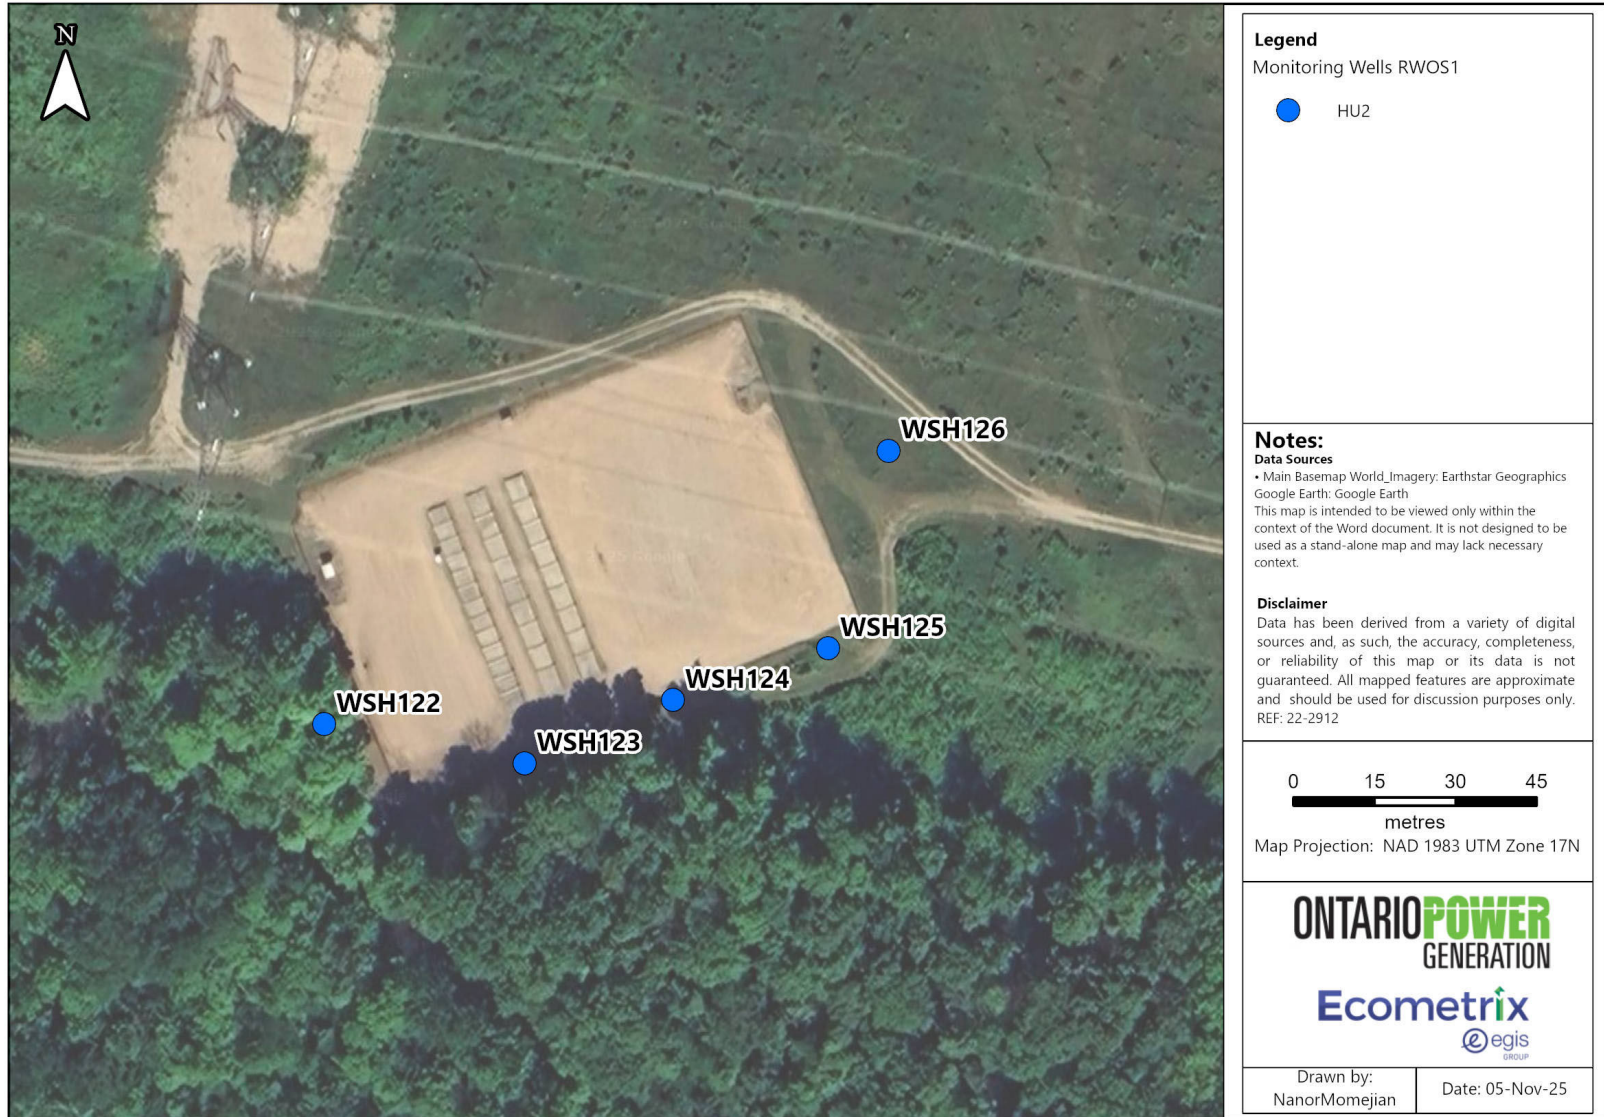 N
WSH126
WSH125
WSH124
WSH122
WSH123
Legend
Monitoring Wells RWOS1
HU2
Notes:
Data Sources
• Main Basemap World_Imagery: Earthstar Geographics
Google Earth: Google Earth
This map is intended to be viewed only within the
context of the Word document. It is not designed to be
used as a stand-alone map and may lack necessary
context.
Disclaimer
Data has been derived from a variety of digital
sources and, as such, the accuracy, completeness,
or reliability of this map or its data is not
guaranteed. All mapped features are approximate
and should be used for discussion purposes only.
REF: 22-2912
0 15 30 45
metres
Map Projection: NAD 1983 UTM Zone 17N
ONTARIOPOWER
GENERATION
Ecometrix
egis
GROUP
Drawn by:
NanorMomejian
Date: 05-Nov-25